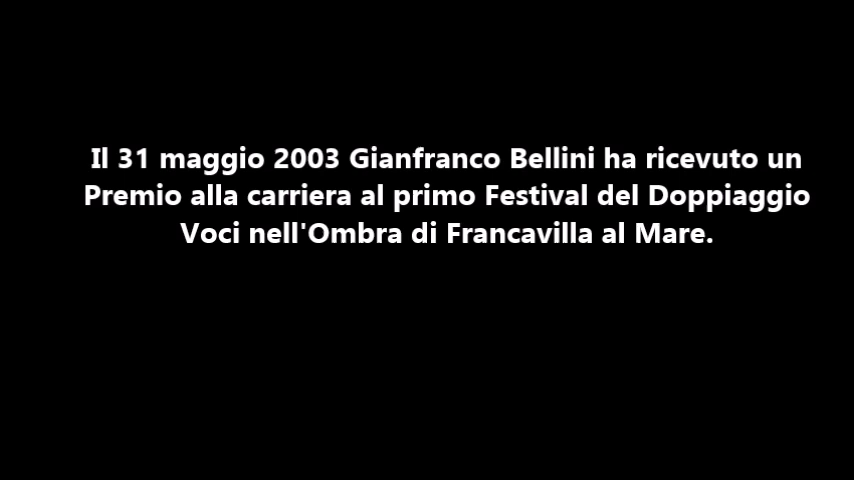 Il 31 maggio 2003 Gianfranco Bellini ha ricevuto un
Premio alla carriera al primo Festival del Doppiaggio
Voci nell'Ombra di Francavilla al Mare.